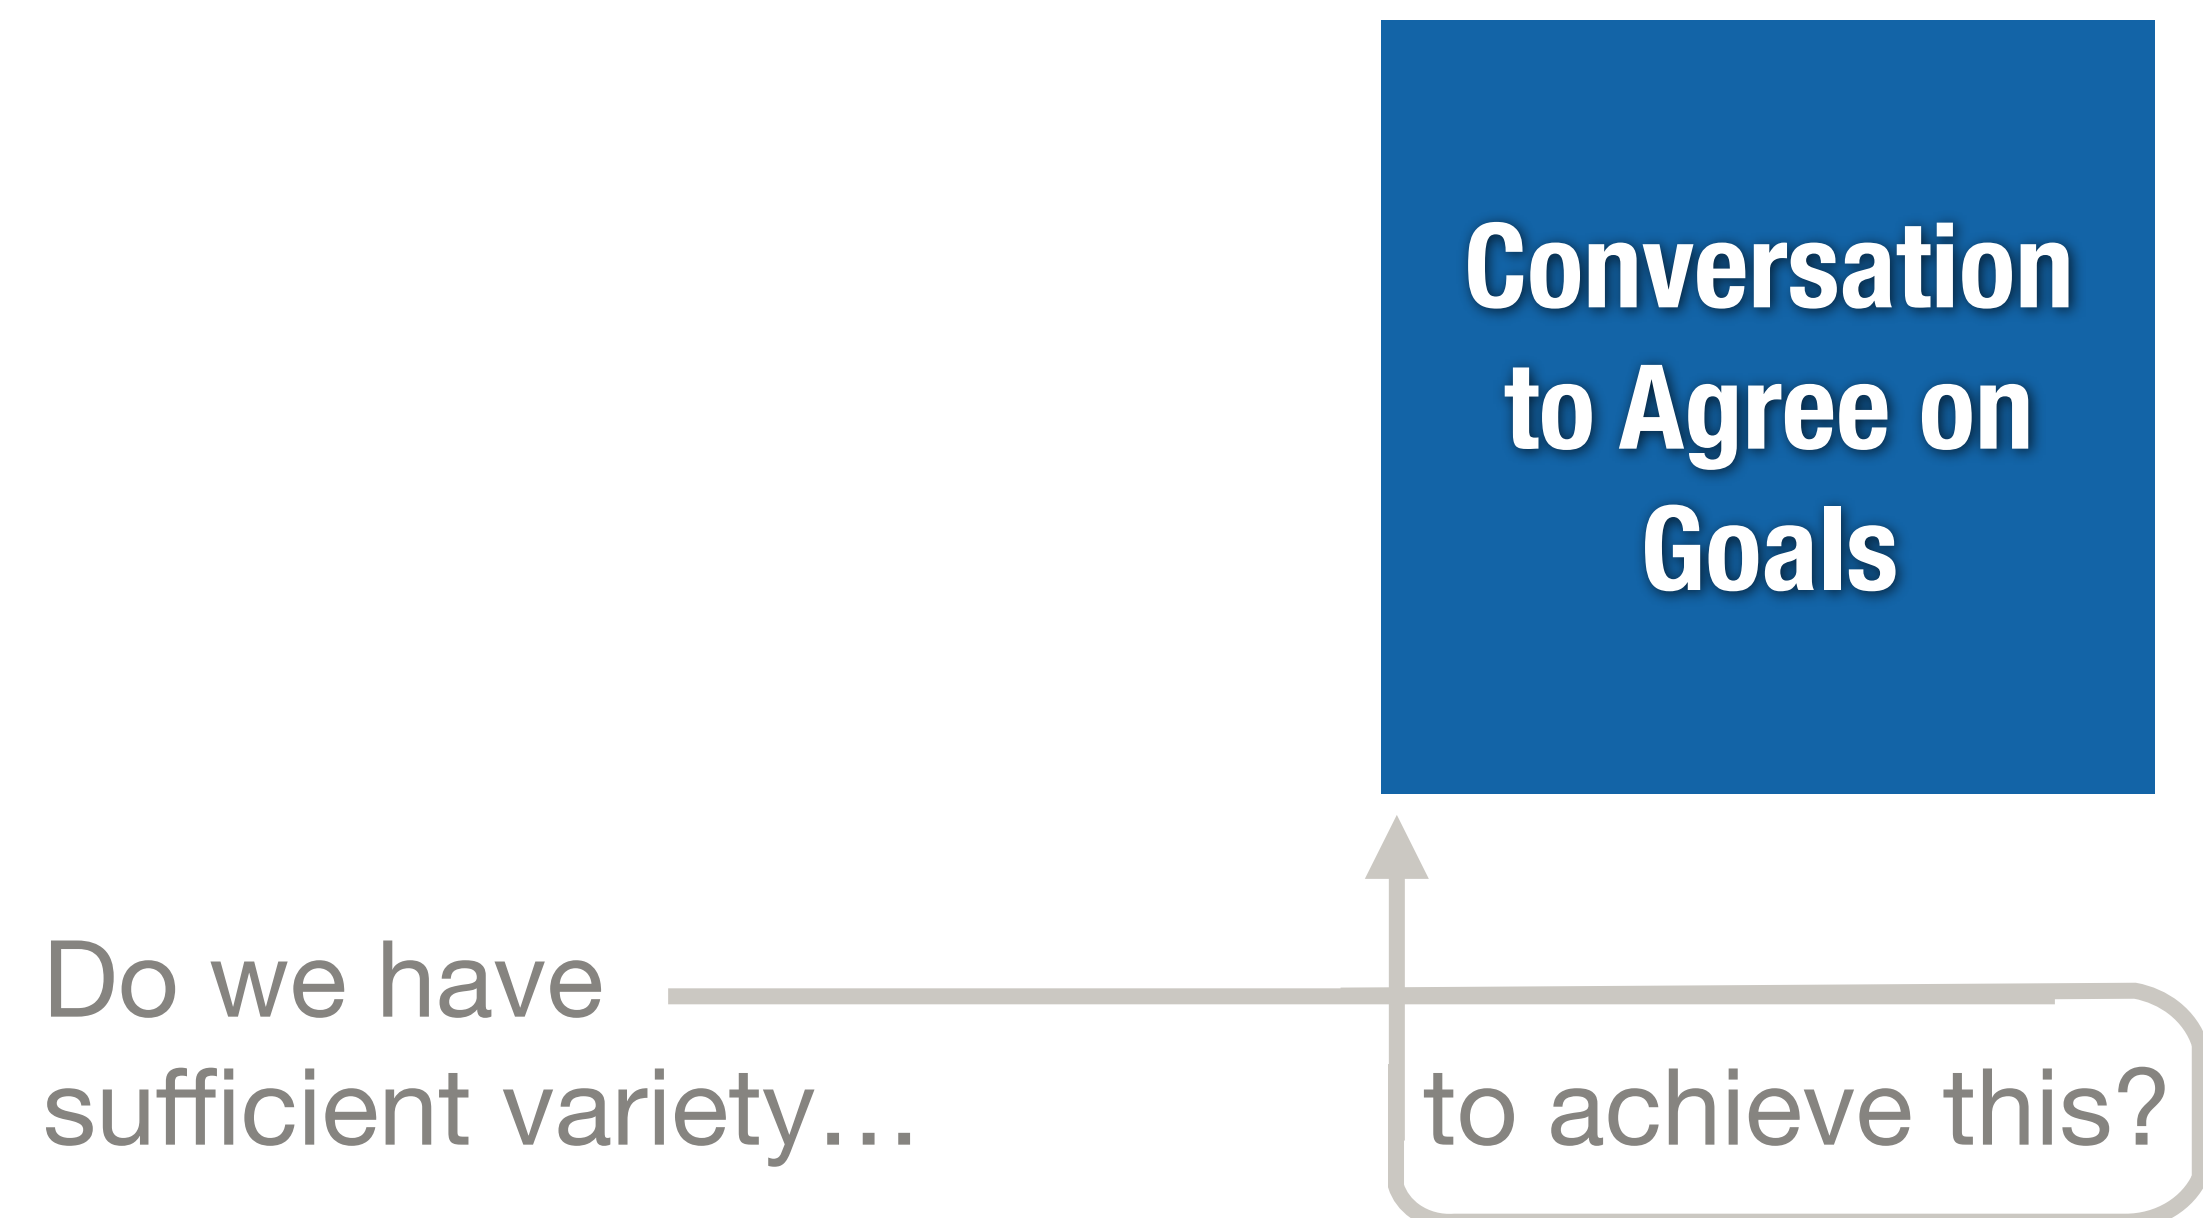 Conversation
to Agree on
Goals
Do we have
sufficient variety…
to achieve this?